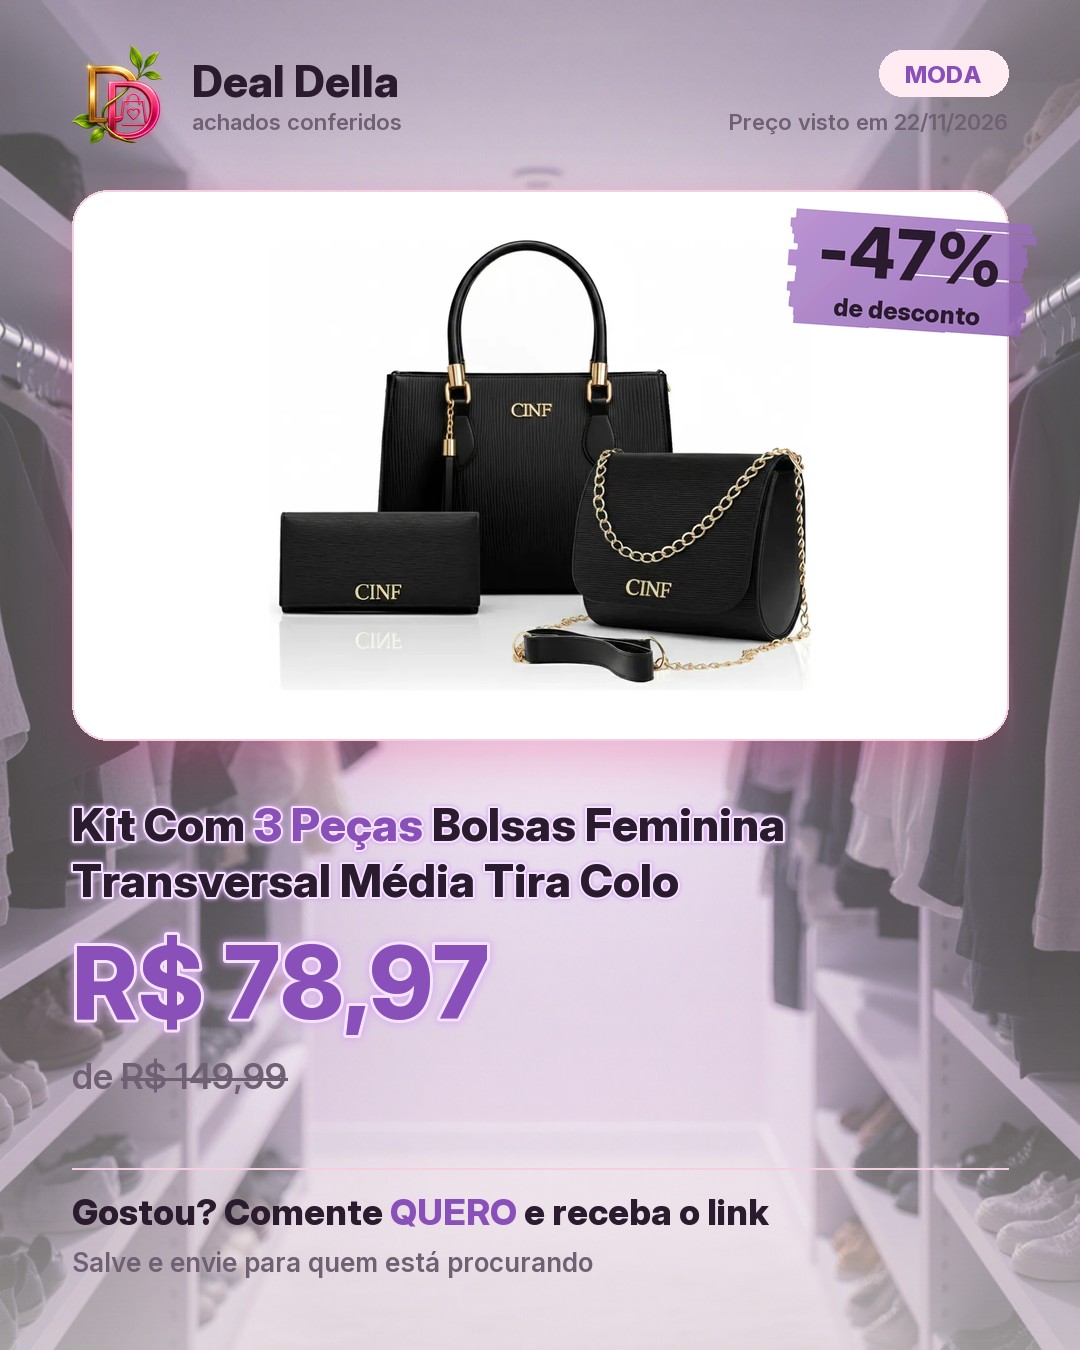 Deal Della
achados conferidos
MODA
Preço visto em 22/11/2026
-47%
de desconto
CINF
CINF
CINF
Kit Com 3 Peças Bolsas Feminina
Transversal Média Tira Colo
R$ 78,97
de R$ 149,99
Gostou? Comente QUERO e receba o link
Salve e envie para quem está procurando